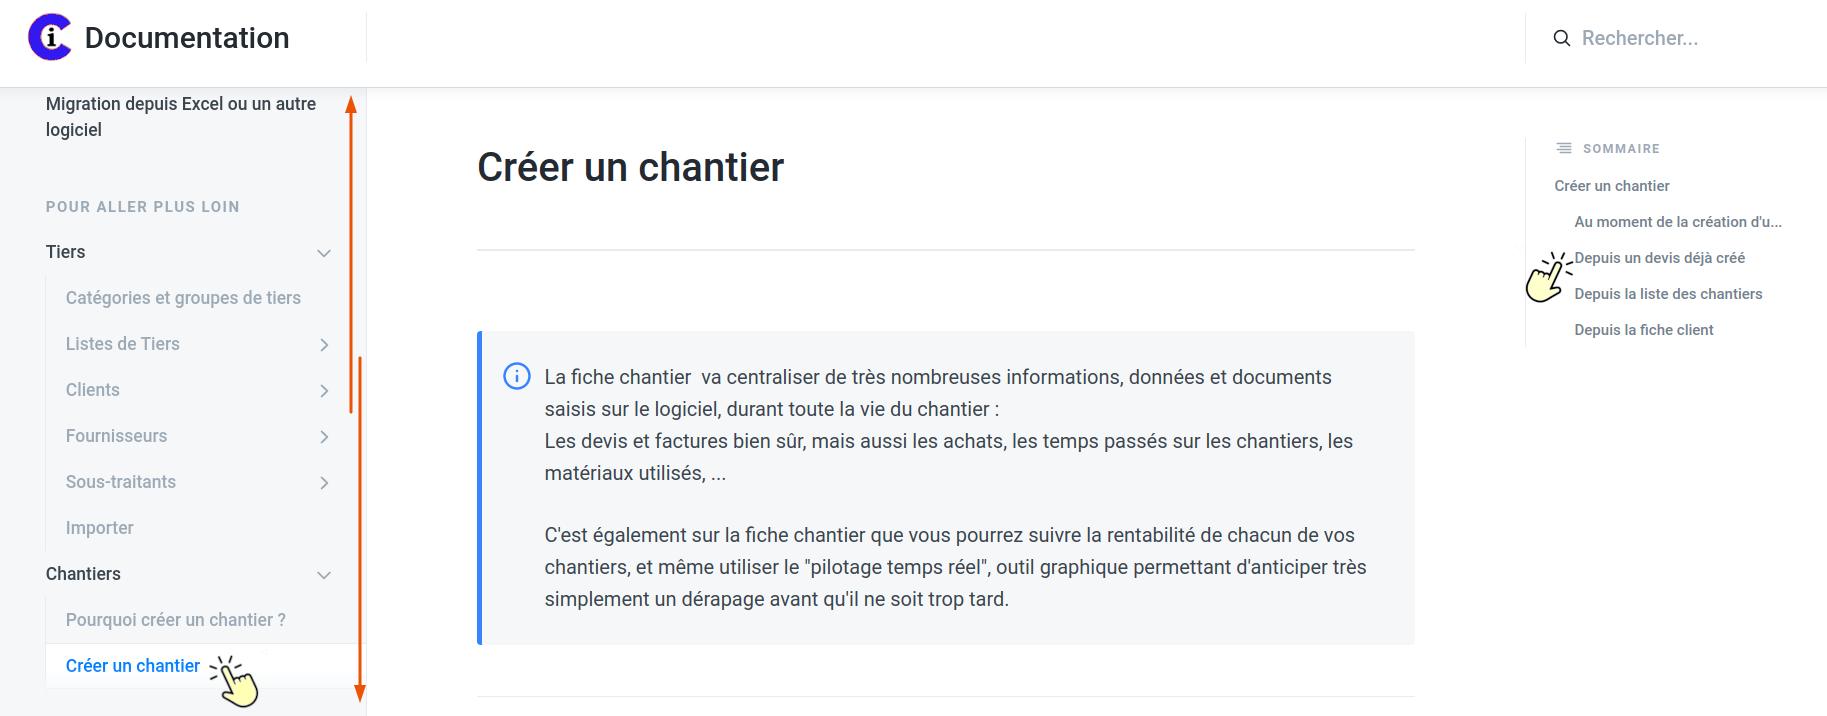 Documentation
Rechercher...
Migration depuis Excel ou un autre
logiciel
POUR ALLER PLUS LOIN
Tiers
Catégories et groupes de tiers
Listes de Tiers
Clients
Fournisseurs
Sous-traitants
Importer
Chantiers
Pourquoi créer un chantier ?
Créer un chantier
Créer un chantier
La fiche chantier  va centraliser de très nombreuses informations, données et documents
saisis sur le logiciel, durant toute la vie du chantier :
Les devis et factures bien sûr, mais aussi les achats, les temps passés sur les chantiers, les
matériaux utilisés, ...
C'est également sur la fiche chantier que vous pourrez suivre la rentabilité de chacun de vos
chantiers, et même utiliser le "pilotage temps réel", outil graphique permettant d'anticiper très
simplement un dérapage avant qu'il ne soit trop tard.
SOMMAIRE
Créer un chantier
Au moment de la création d'u...
Depuis un devis déjà créé
Depuis la liste des chantiers
Depuis la fiche client